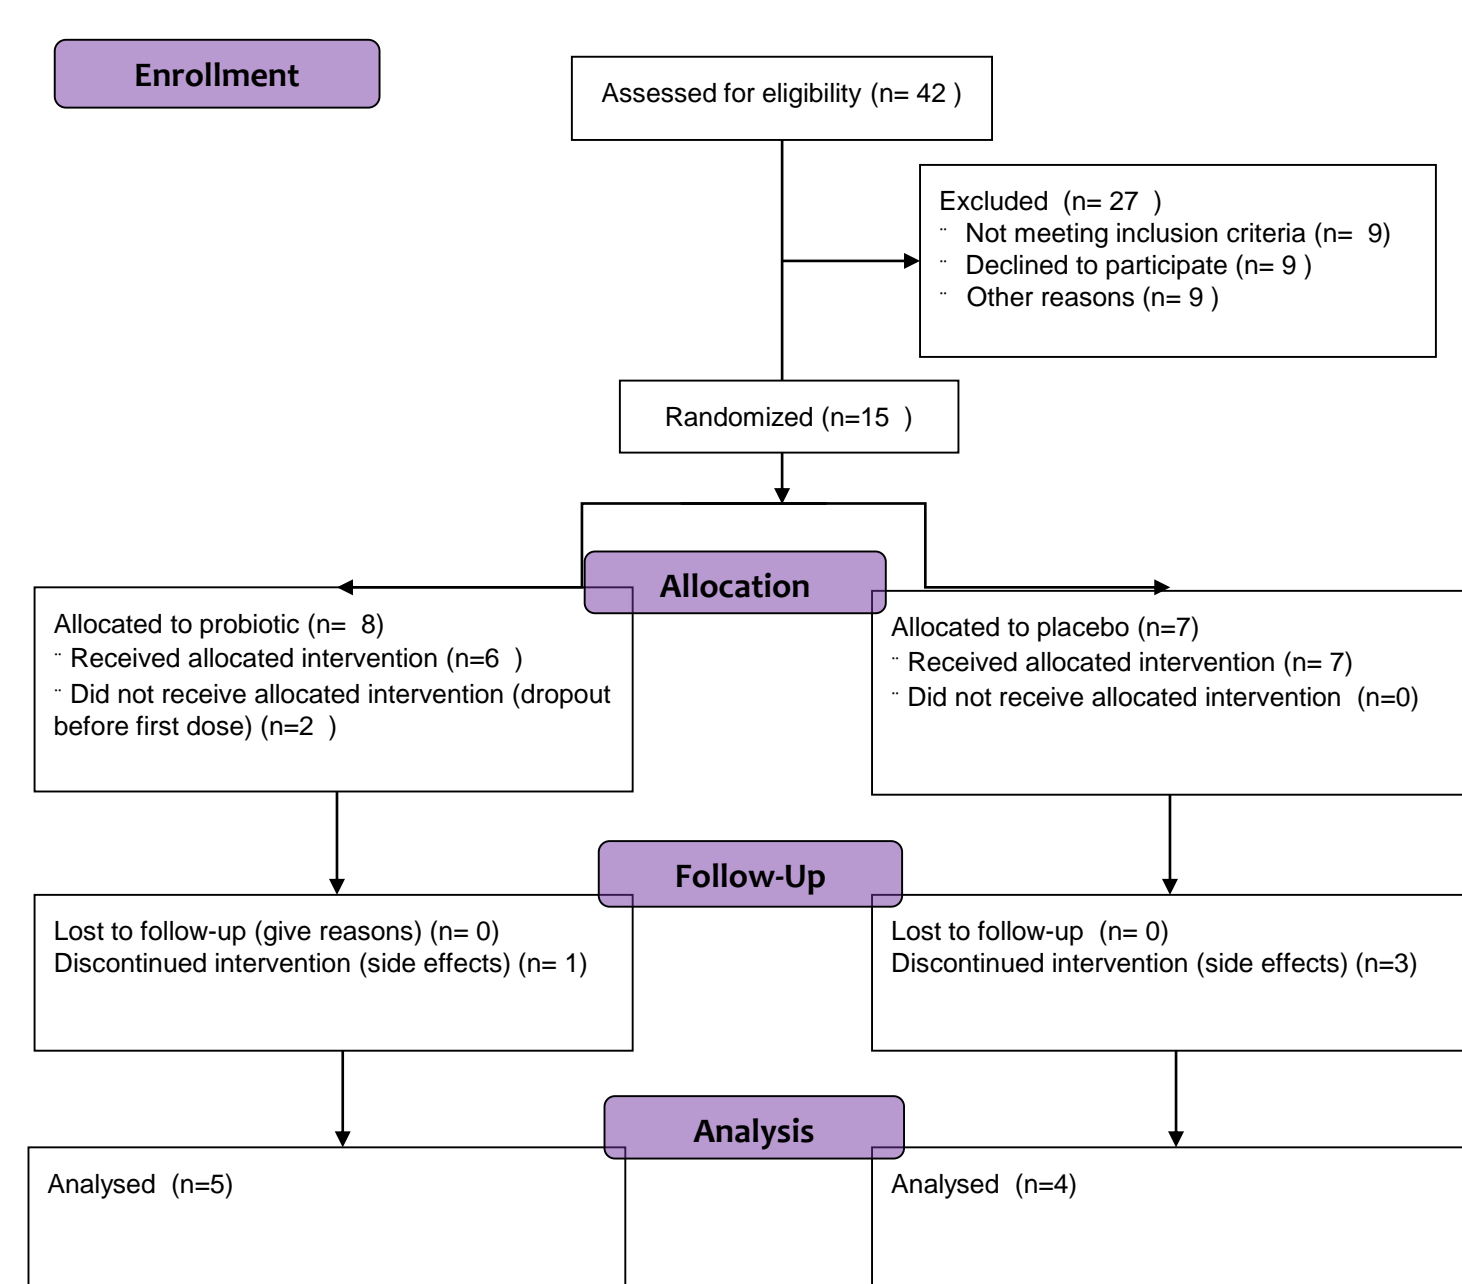 Enrollment
Assessed for eligibility (n= 42 )
Excluded  (n= 27  )
¨  Not meeting inclusion criteria (n=  9)
¨  Declined to participate (n= 9 )
¨  Other reasons (n= 9 )
Randomized (n=15  )
Allocation
Allocated to probiotic (n=  8)
¨ Received allocated intervention (n=6  )
¨ Did not receive allocated intervention (dropout
before first dose) (n=2  )
Allocated to placebo (n=7)
¨ Received allocated intervention (n= 7)
¨ Did not receive allocated intervention  (n=0)
Follow-Up
Lost to follow-up (give reasons) (n= 0)
Discontinued intervention (side effects) (n= 1)
Lost to follow-up  (n= 0)
Discontinued intervention (side effects) (n=3)
Analysis
Analysed  (n=5)
Analysed  (n=4)